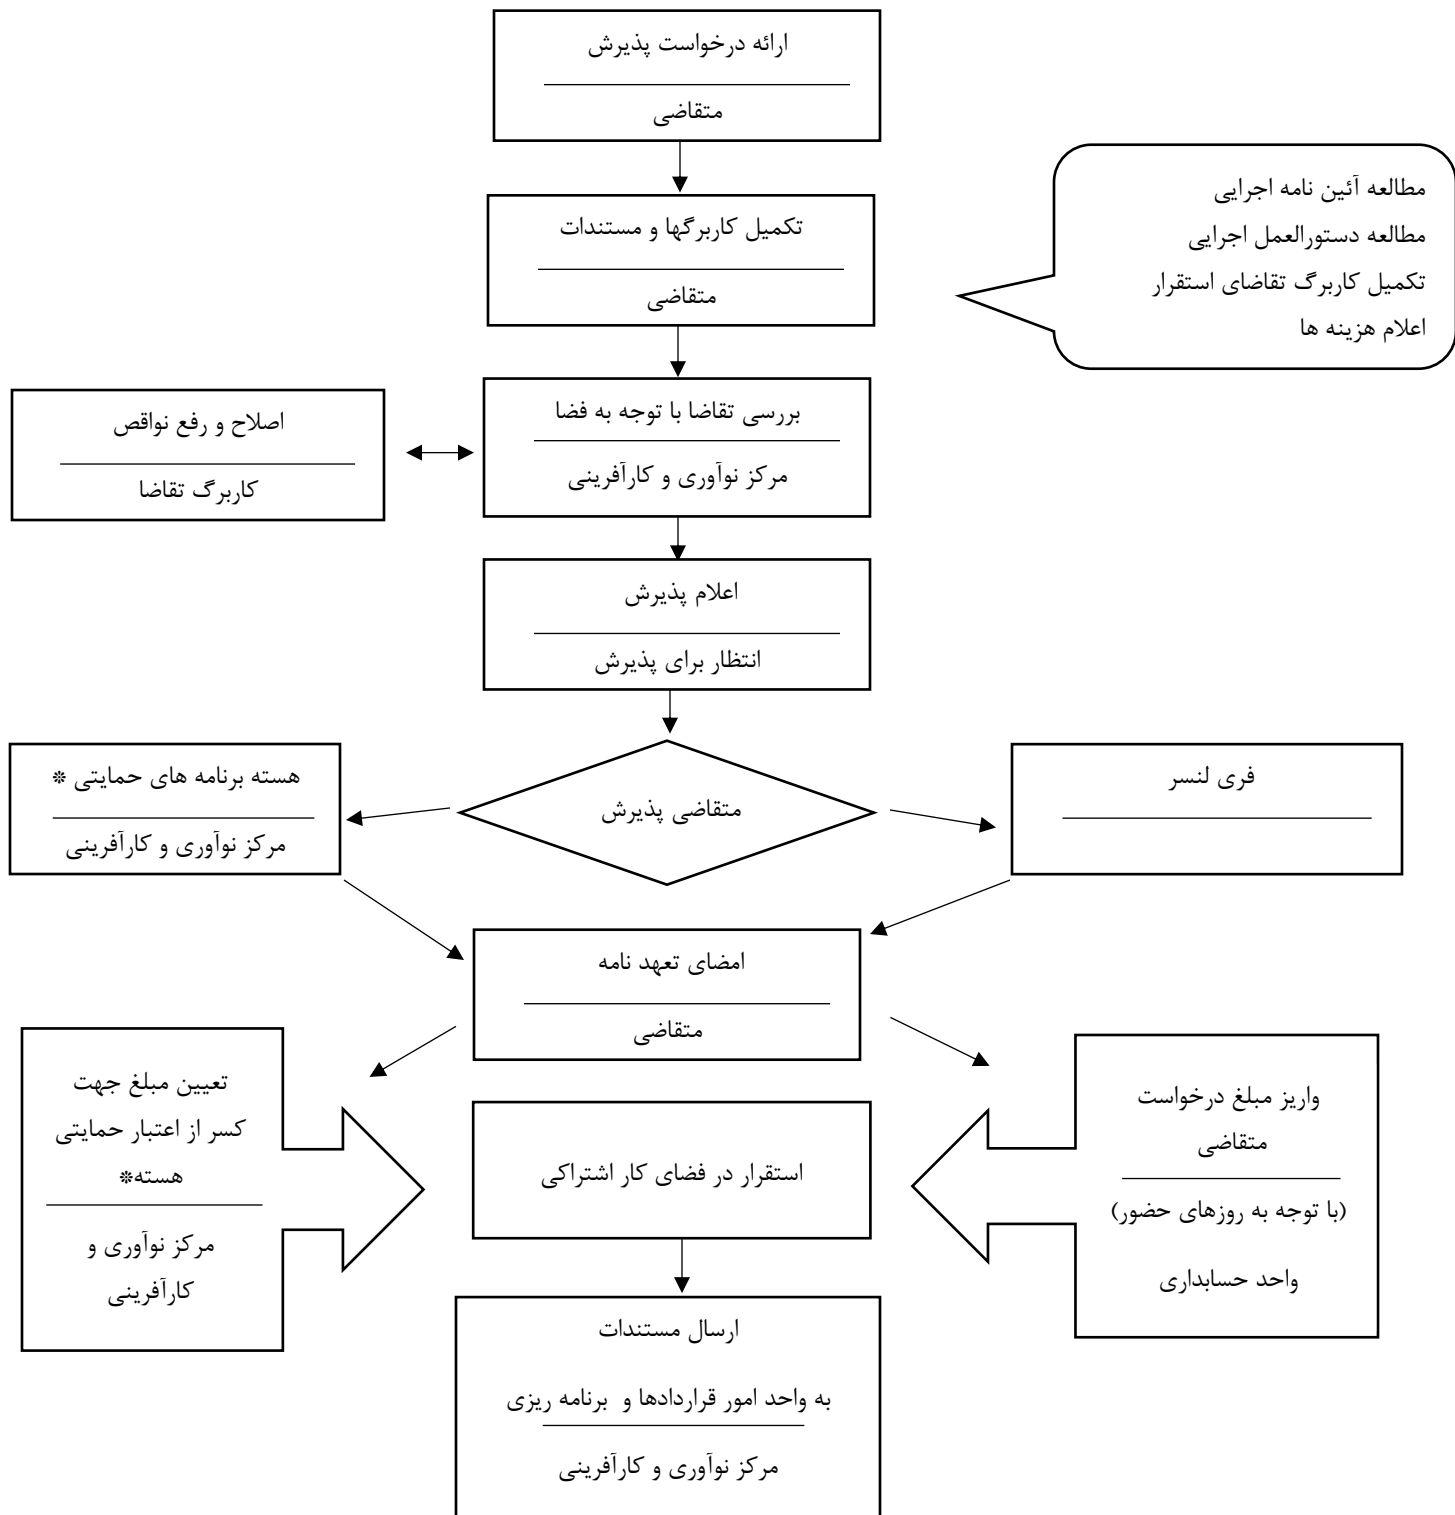 ارائه درخواست پذیرش
متقاضی
مطالعه آئین نامه اجرایی
مطالعه دستورالعمل اجرایی
تکمیل کاربرگ تقاضای استقرار
اعلام هزینه ها
تکمیل کاربرگها و مستندات
متقاضی
بررسی تقاضا با توجه به فضا
مرکز نوآوری و کارآفرینی
اصلاح و رفع نواقص
کاربرگ تقاضا
اعلام پذیرش
انتظار برای پذیرش
متقاضی پذیرش
فری لنسر
هسته برنامه های حمایتی *
مرکز نوآوری و کارآفرینی
امضای تعهد نامه
متقاضی
واریز مبلغ درخواست
متقاضی
(با توجه به روزهای حضور)
واحد حسابداری
تعیین مبلغ جهت
کسر از اعتبار حمایتی
هسته*
مرکز نوآوری و
کارآفرینی
استقرار در فضای کار اشتراکی
ارسال مستندات
به واحد امور قراردادها و برنامه ریزی
مرکز نوآوری و کارآفرینی